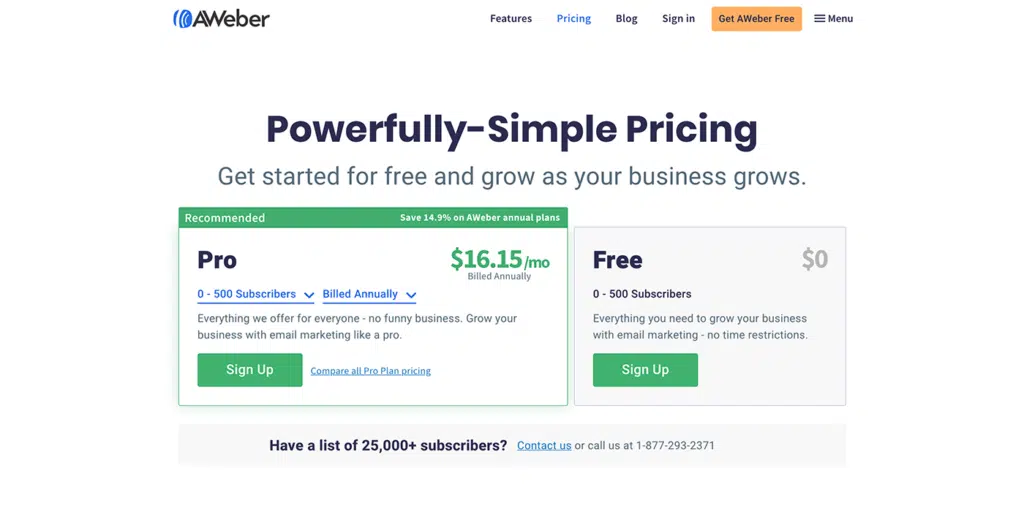 AWeber
Features
Pricing
Blog
Sign in
Get AWeber Free
Menu
Powerfully-Simple Pricing
Get started for free and grow as your business grows.
Recommended
Save 14.9% on AWeber annual plans
Pro
$16.15/mo
Billed Annually
0 - 500 Subscribers
Billed Annually
Everything we offer for everyone - no funny business. Grow your
business with email marketing like a pro.
Sign Up
Compare all Pro Plan pricing
Free
$0
0 - 500 Subscribers
Everything you need to grow your business
with email marketing - no time restrictions.
Sign Up
Have a list of 25,000+ subscribers? Contact us or call us at 1-877-293-2371